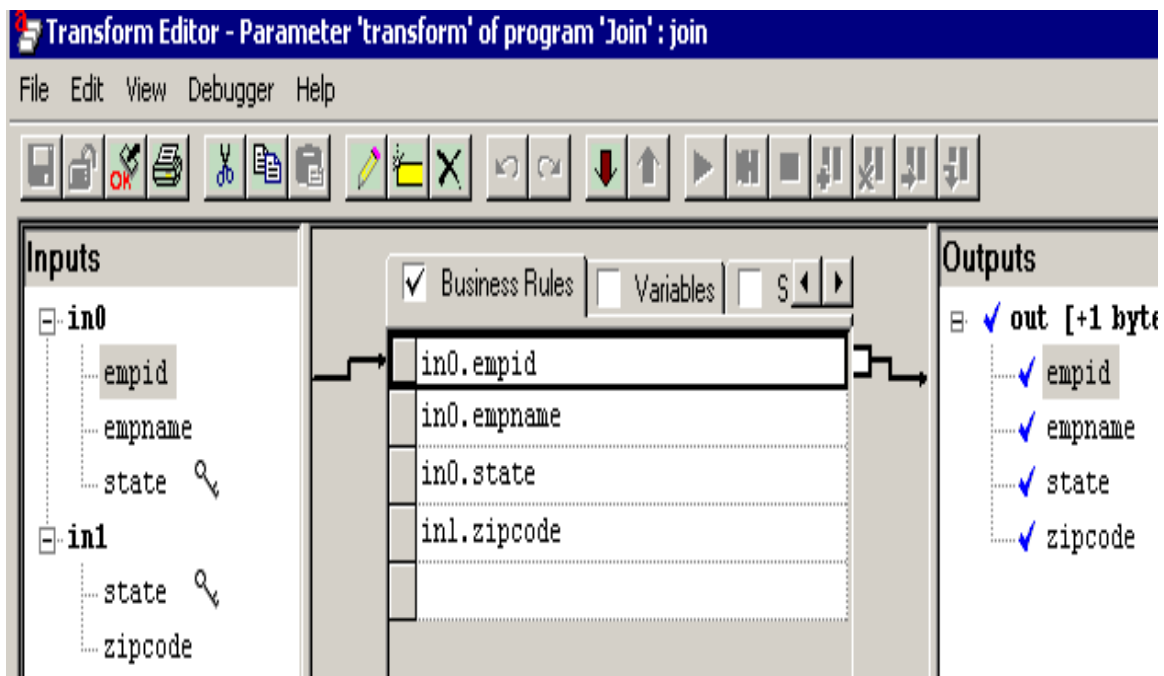 Transform Editor - Parameter 'transform' of program 'Join' : join
File Edit View Debugger Help
OK
Inputs
in0
empid
empname
state
in1
state
zipcode
Business Rules Variables S
in0.empid
in0.empname
in0.state
in1.zipcode
Outputs
out [+1 byte
empid
empname
state
zipcode